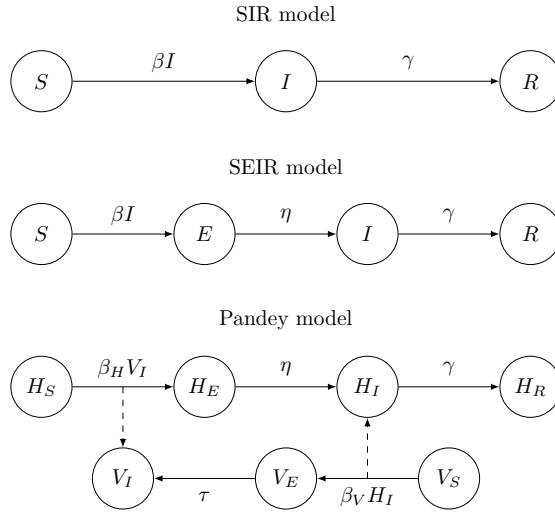 SIR model
βI γ
S I R
SEIR model
βI η γ
S E I R
Pandey model
β_H V_I η γ
H_S H_E H_I H_R
V_I V_E V_S
τ β_V H_I